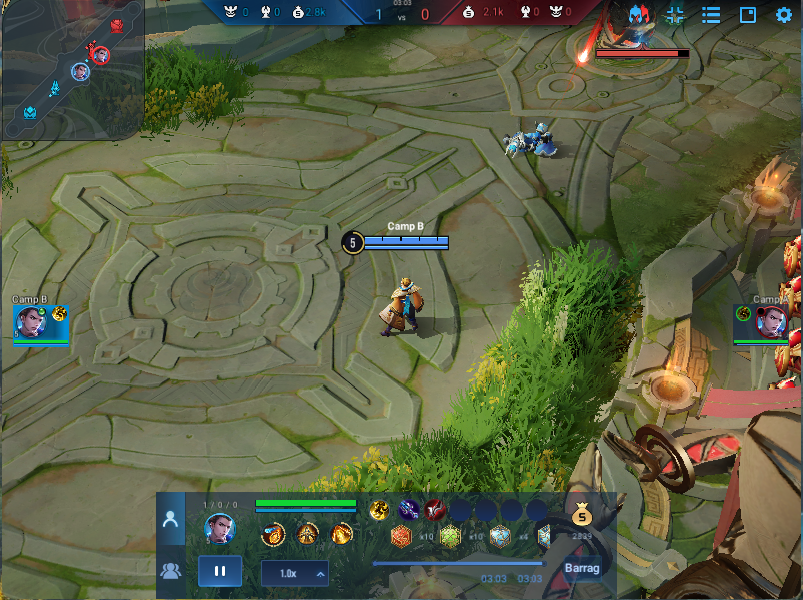 03:03
0 0 2.8k 1 vs 0 2.1k 0 0
Camp B
5
Camp B
Camp A
1 / 0 / 0
x10 x10 x4
2839
1.0x
03:03 03:03
Barrag